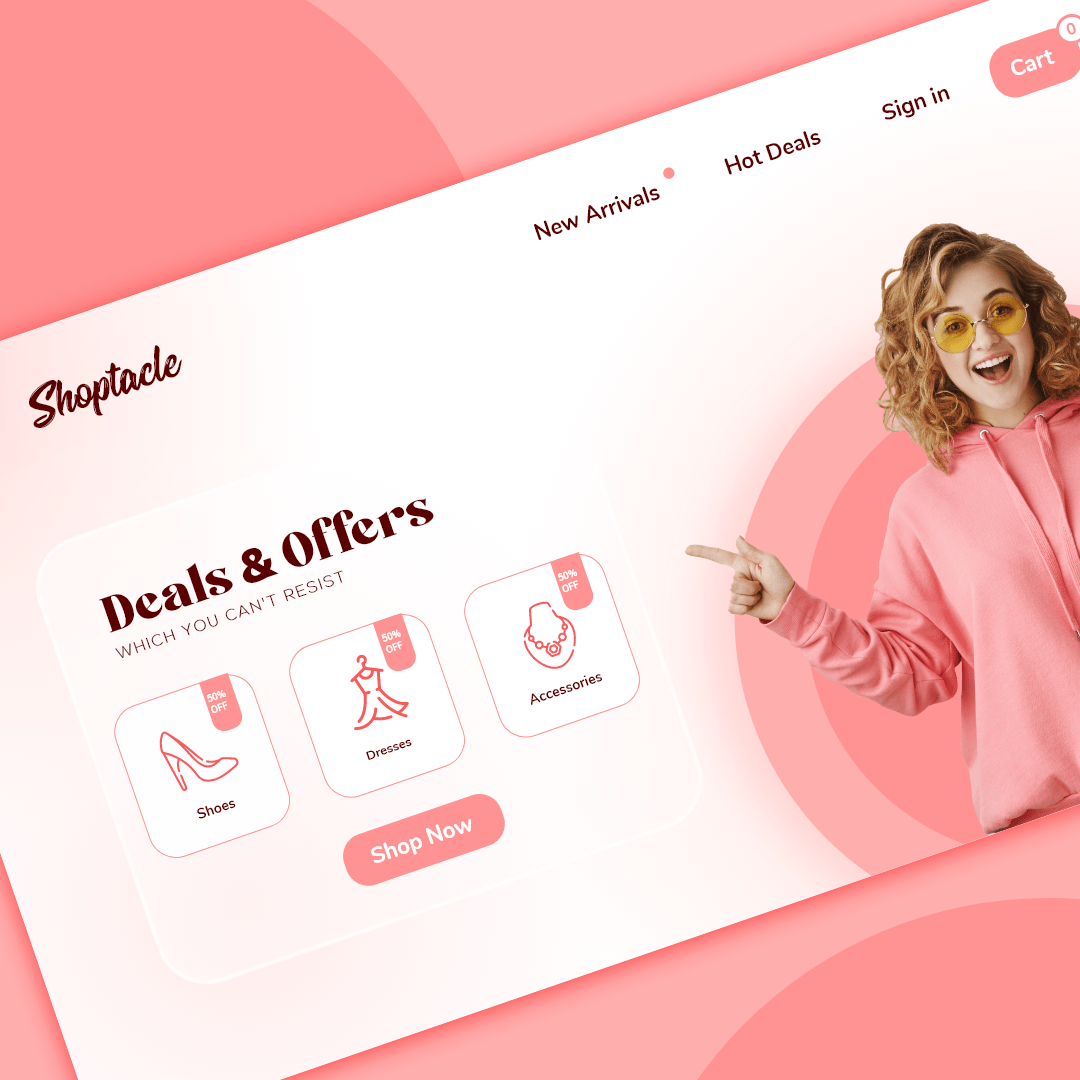 0
Cart
Sign in
Hot Deals
New Arrivals
Shoptacle
Deals & Offers
WHICH YOU CAN'T RESIST
50%
OFF
Shoes
50%
OFF
Dresses
50%
OFF
Accessories
Shop Now